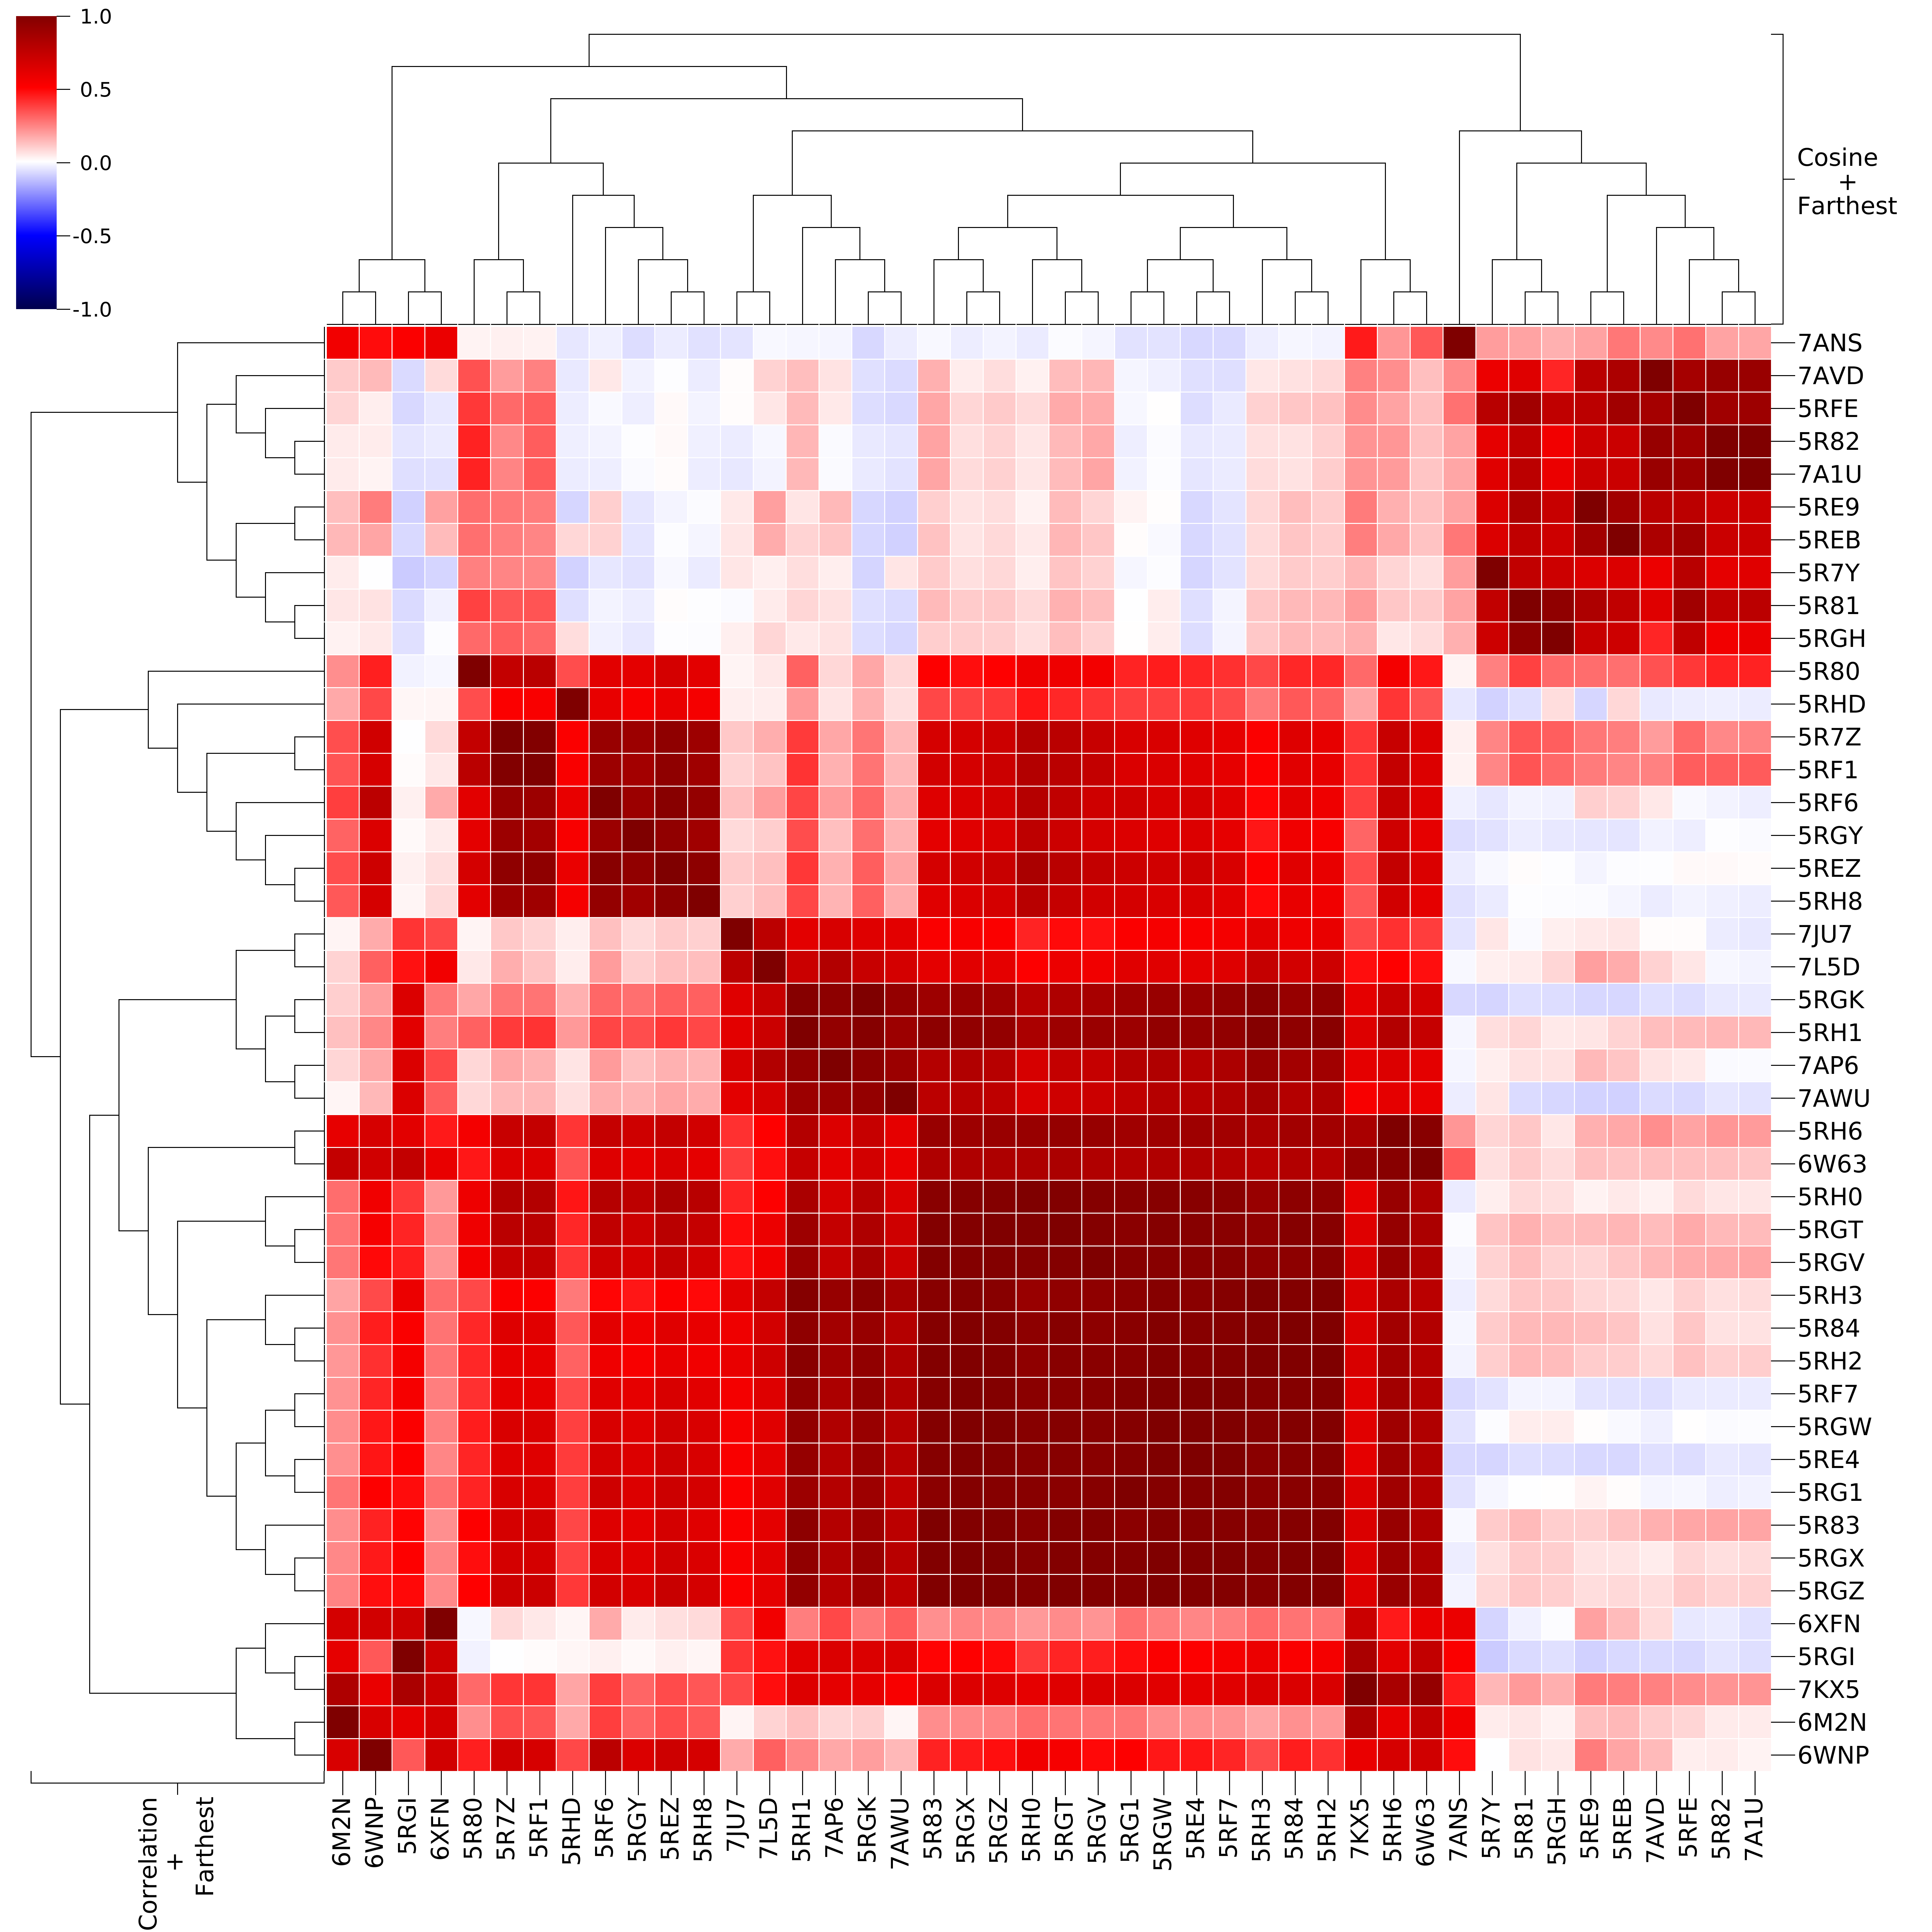 1.0
0.5
0.0
-0.5
-1.0
Cosine
+
Farthest
7ANS
7AVD
5RFE
5R82
7A1U
5RE9
5REB
5R7Y
5R81
5RGH
5R80
5RHD
5R7Z
5RF1
5RF6
5RGY
5REZ
5RH8
7JU7
7L5D
5RGK
5RH1
7AP6
7AWU
5RH6
6W63
5RH0
5RGT
5RGV
5RH3
5R84
5RH2
5RF7
5RGW
5RE4
5RG1
5R83
5RGX
5RGZ
6XFN
5RGI
7KX5
6M2N
6WNP
Correlation
+
Farthest
6M2N
6WNP
5RGI
6XFN
5R80
5R7Z
5RF1
5RHD
5RF6
5RGY
5REZ
5RH8
7JU7
7L5D
5RH1
7AP6
5RGK
7AWU
5R83
5RGX
5RGZ
5RH0
5RGT
5RGV
5RG1
5RGW
5RE4
5RF7
5RH3
5R84
5RH2
7KX5
5RH6
6W63
7ANS
5R7Y
5R81
5RGH
5RE9
5REB
7AVD
5RFE
5R82
7A1U